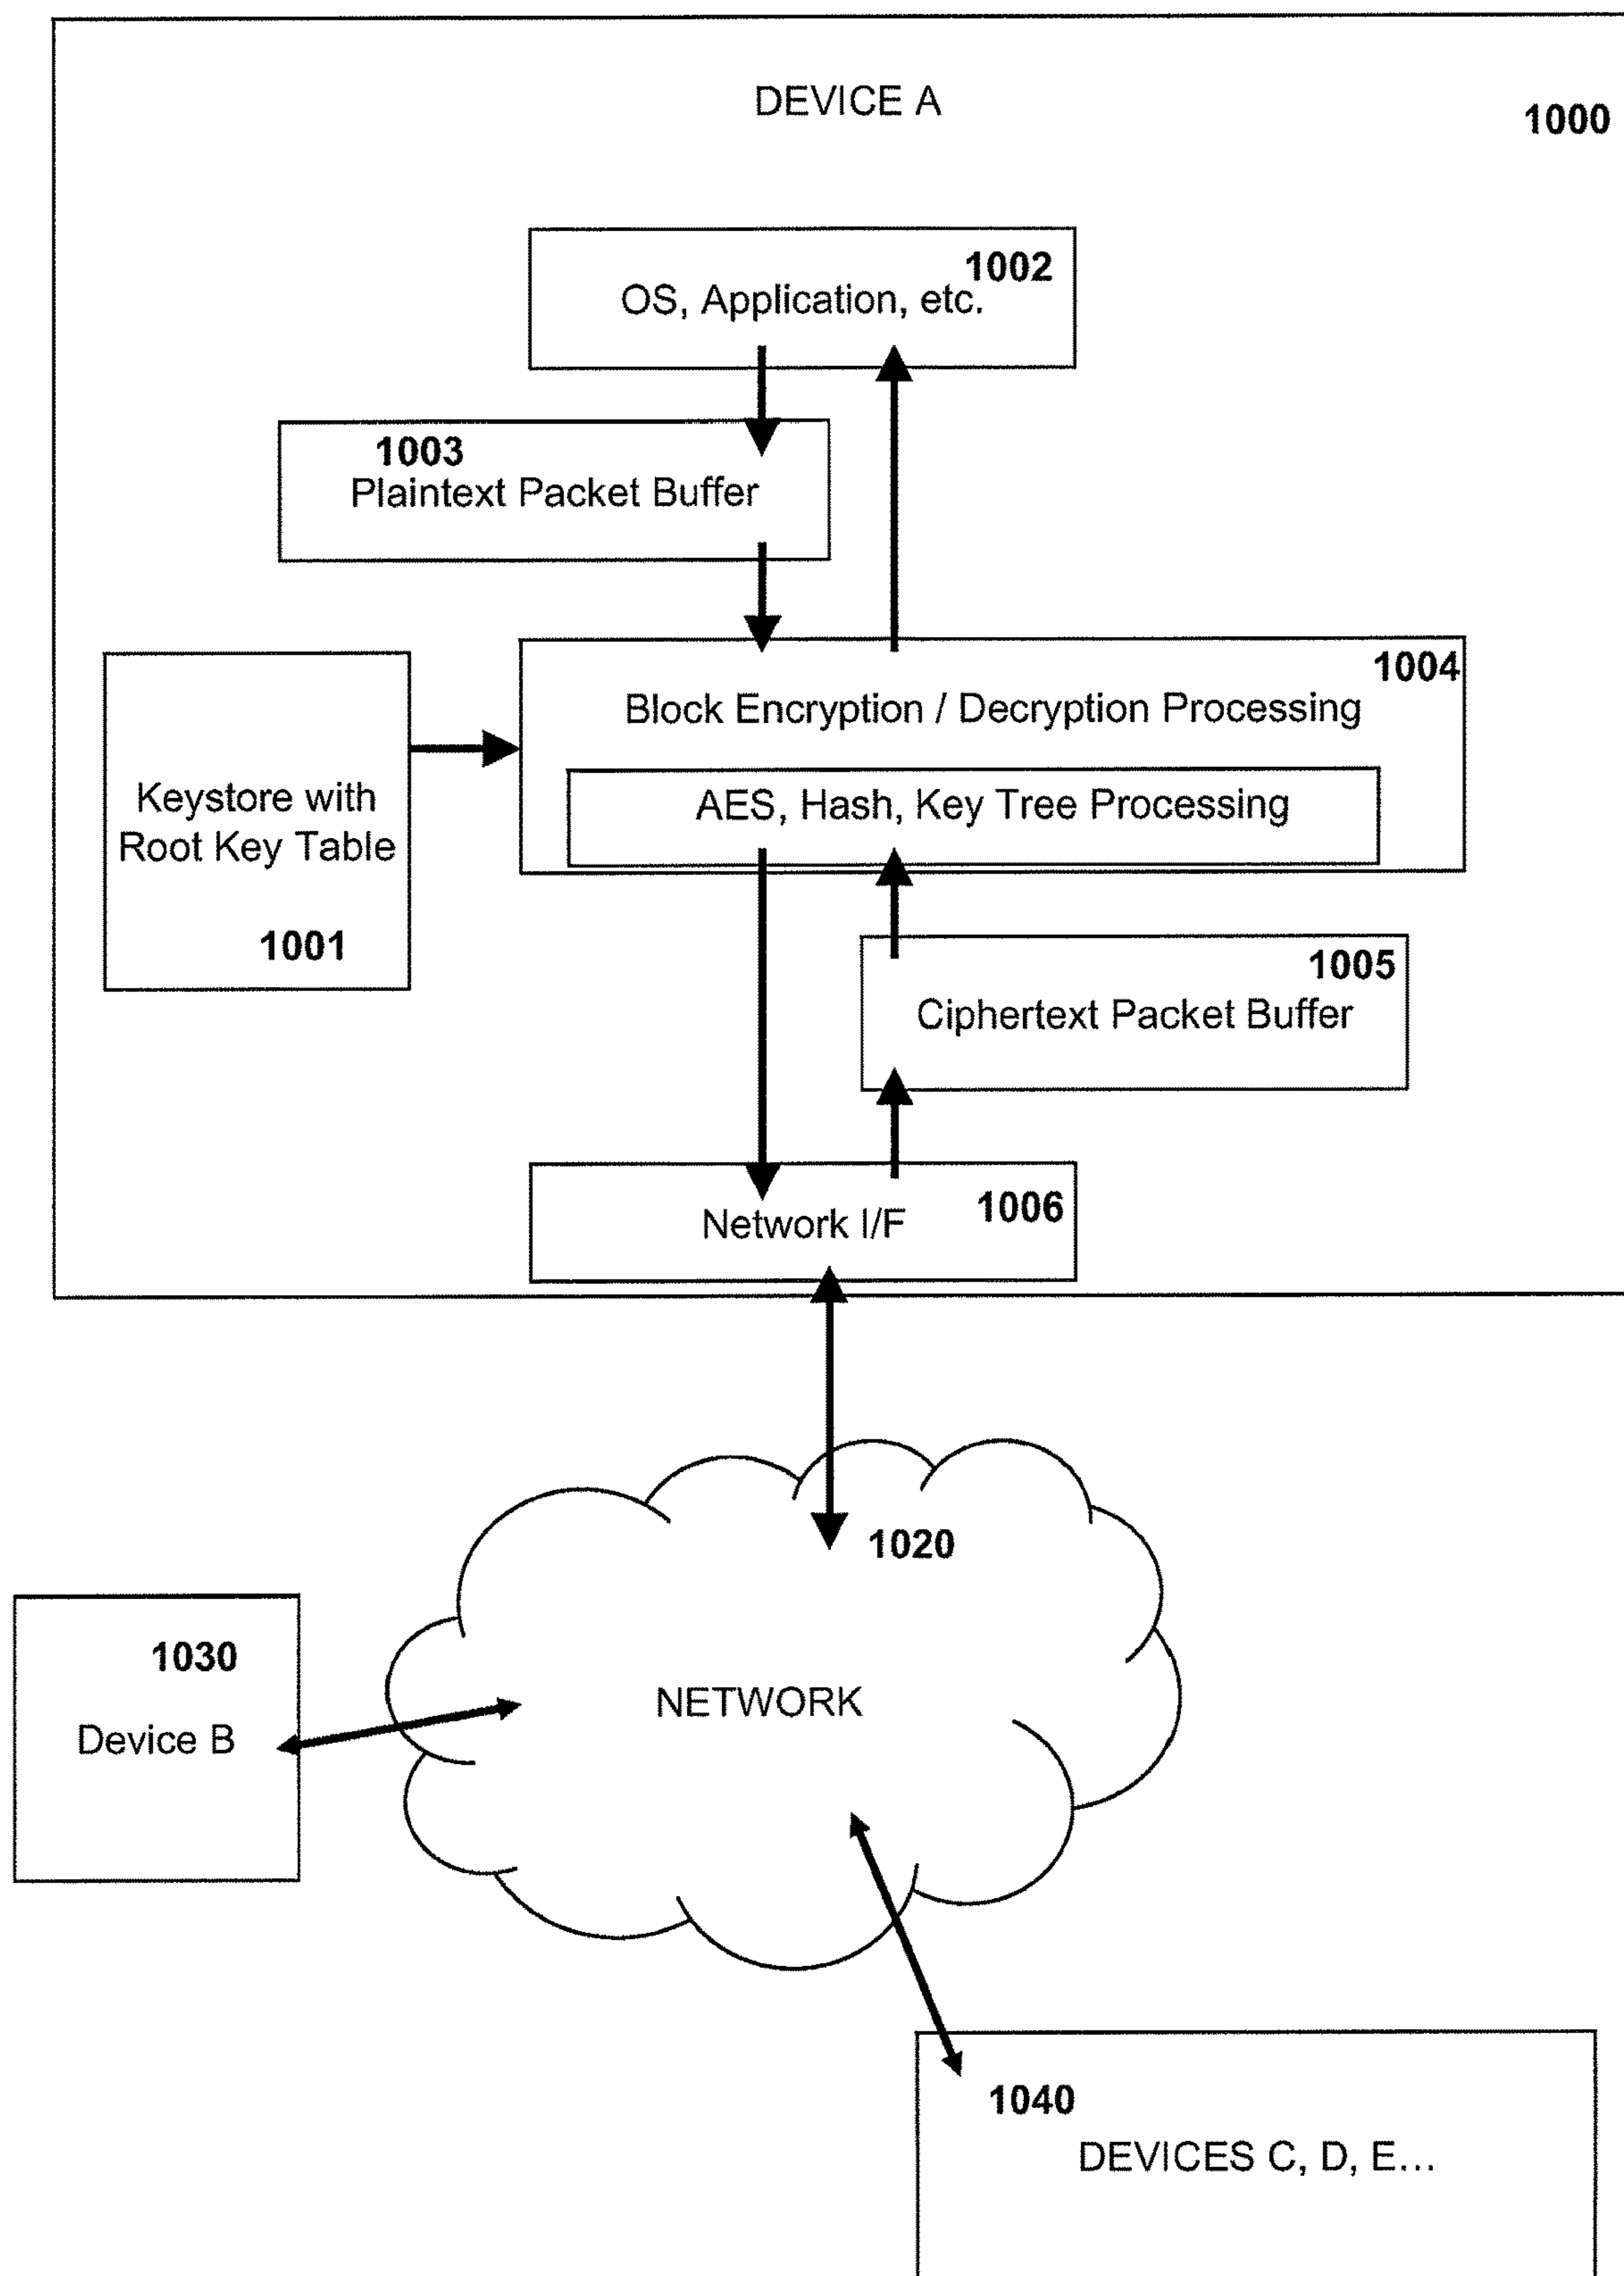 DEVICE A
1000
1002
OS, Application, etc.
1003
Plaintext Packet Buffer
1004
Block Encryption / Decryption Processing
AES, Hash, Key Tree Processing
Keystore with
Root Key Table
1001
1005
Ciphertext Packet Buffer
1006
Network I/F
1020
NETWORK
1030
Device B
1040
DEVICES C, D, E...